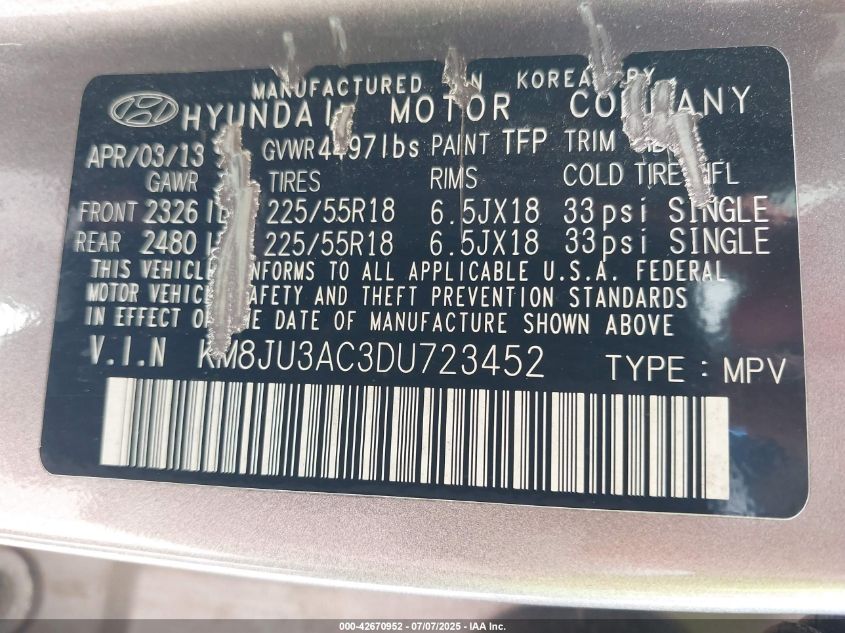 MANUFACTURED IN KOREA BY
HYUNDAI MOTOR COMPANY
APR/03/13 GVWR 4497lbs PAINT TFP TRIM
GAWR TIRES RIMS COLD TIRE INFL
FRONT 2326 lb 225/55R18 6.5JX18 33psi SINGLE
REAR 2480 225/55R18 6.5JX18 33psi SINGLE
THIS VEHICLE CONFORMS TO ALL APPLICABLE U.S.A. FEDERAL
MOTOR VEHICLE SAFETY AND THEFT PREVENTION STANDARDS
IN EFFECT ON THE DATE OF MANUFACTURE SHOWN ABOVE
V.I.N KM8JU3AC3DU723452 TYPE : MPV
000-42670952 - 07/07/2025 - IAA Inc.